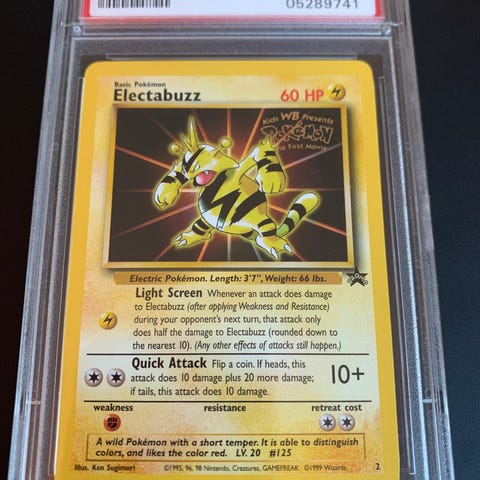 05289741
Basic Pokémon
Electabuzz
60 HP
Kids WB Presents
POKéMON
The First Movie
Electric Pokémon. Length: 3'7", Weight: 66 lbs.
PROMO
Light Screen Whenever an attack does damage
to Electabuzz (after applying Weakness and Resistance)
during your opponent's next turn, that attack only
does half the damage to Electabuzz (rounded down to
the nearest 10). (Any other effects of attacks still happen.)
Quick Attack Flip a coin. If heads, this
attack does 10 damage plus 20 more damage;
if tails, this attack does 10 damage.
10+
weakness resistance retreat cost
A wild Pokémon with a short temper. It is able to distinguish
colors, and likes the color red. LV. 20 #125
Illus. Ken Sugimori ©1995, 96, 98 Nintendo, Creatures, GAMEFREAK. ©1999 Wizards. 2